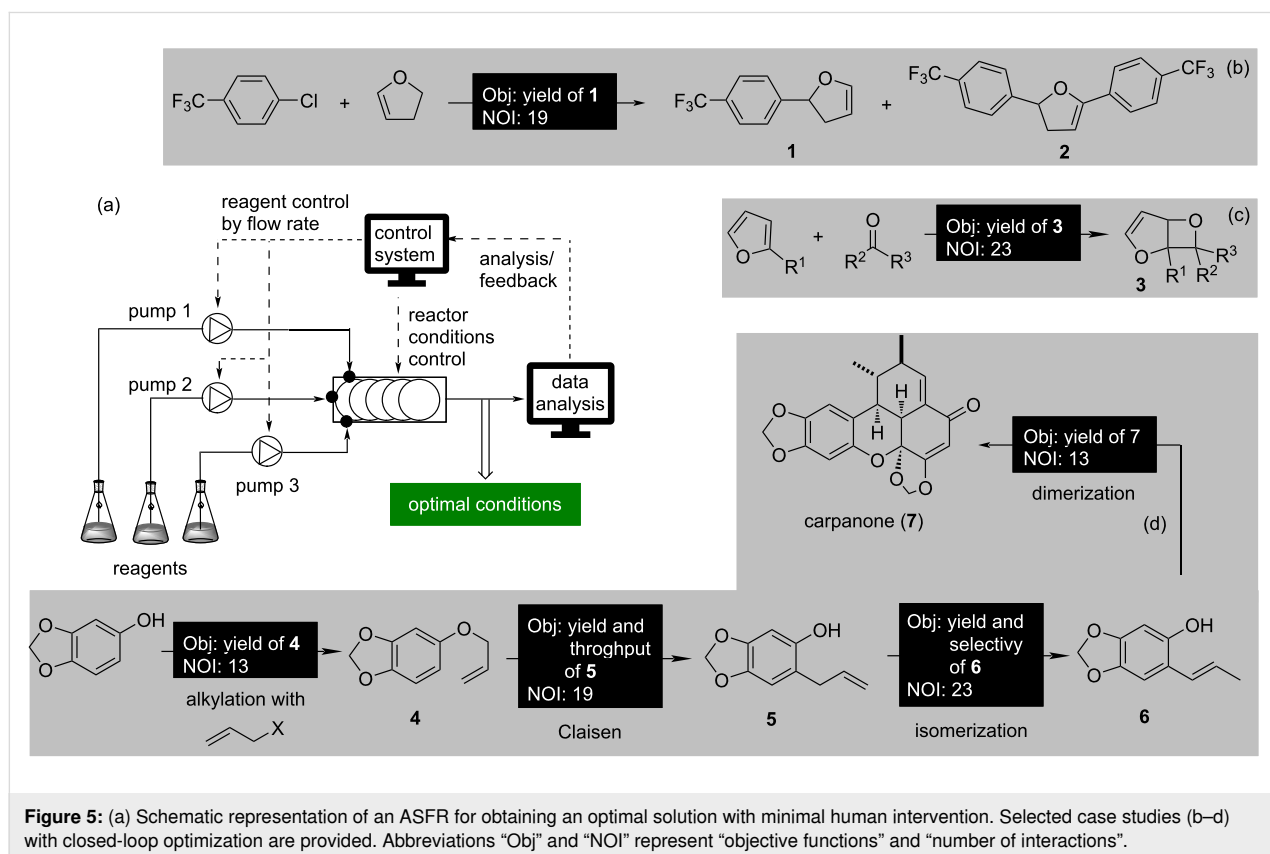 F3C
Cl
+
O
Obj: yield of 1
NOI: 19
F3C
O
1
+
F3C
O
CF3
2
(b)
(a)
reagent control
by flow rate
control
system
analysis/
feedback
reactor
conditions
control
pump 1
pump 2
pump 3
data
analysis
optimal conditions
reagents
O
R1
+
O
R2
R3
Obj: yield of 3
NOI: 23
(c)
O
O
R1
R2
R3
3
O
O
H
H
O
O
O
O
carpanone (7)
Obj: yield of 7
NOI: 13
dimerization
(d)
O
O
OH
Obj: yield of 4
NOI: 13
alkylation with
X
O
O
O
4
Obj: yield and
throghput
of 5
NOI: 19
Claisen
O
O
OH
5
Obj: yield and
selectivy
of 6
NOI: 23
isomerization
O
O
OH
6
Figure 5: (a) Schematic representation of an ASFR for obtaining an optimal solution with minimal human intervention. Selected case studies (b–d)
with closed-loop optimization are provided. Abbreviations “Obj” and “NOI” represent “objective functions” and “number of interactions”.